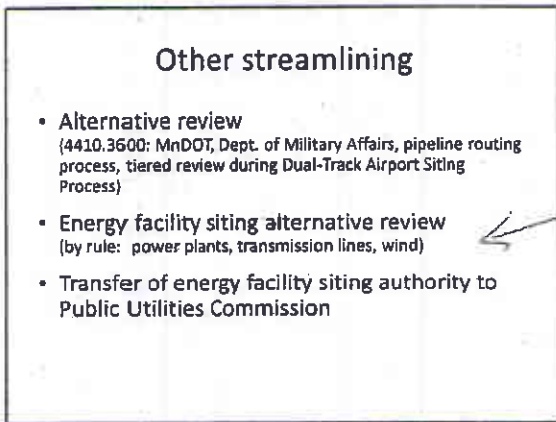 Other streamlining
• Alternative review
(4410.3600: MnDOT, Dept. of Military Affairs, pipeline routing
process, tiered review during Dual-Track Airport Siting
Process)
• Energy facility siting alternative review
(by rule: power plants, transmission lines, wind)
• Transfer of energy facility siting authority to
Public Utilities Commission